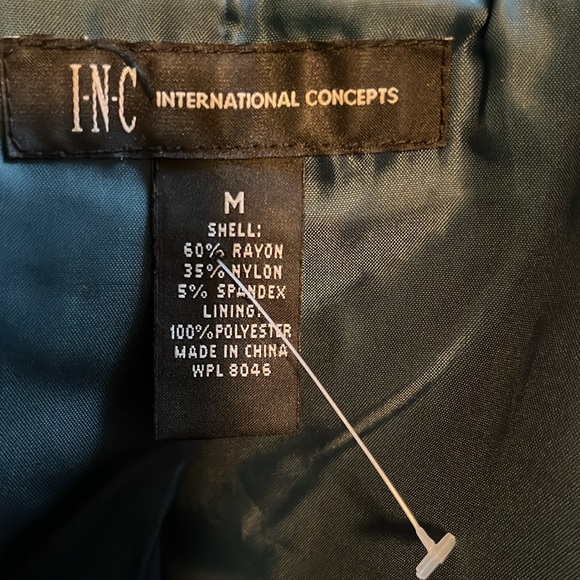 I·N·C INTERNATIONAL CONCEPTS
M
SHELL:
60% RAYON
35% NYLON
5% SPANDEX
LINING:
100% POLYESTER
MADE IN CHINA
WPL 8046